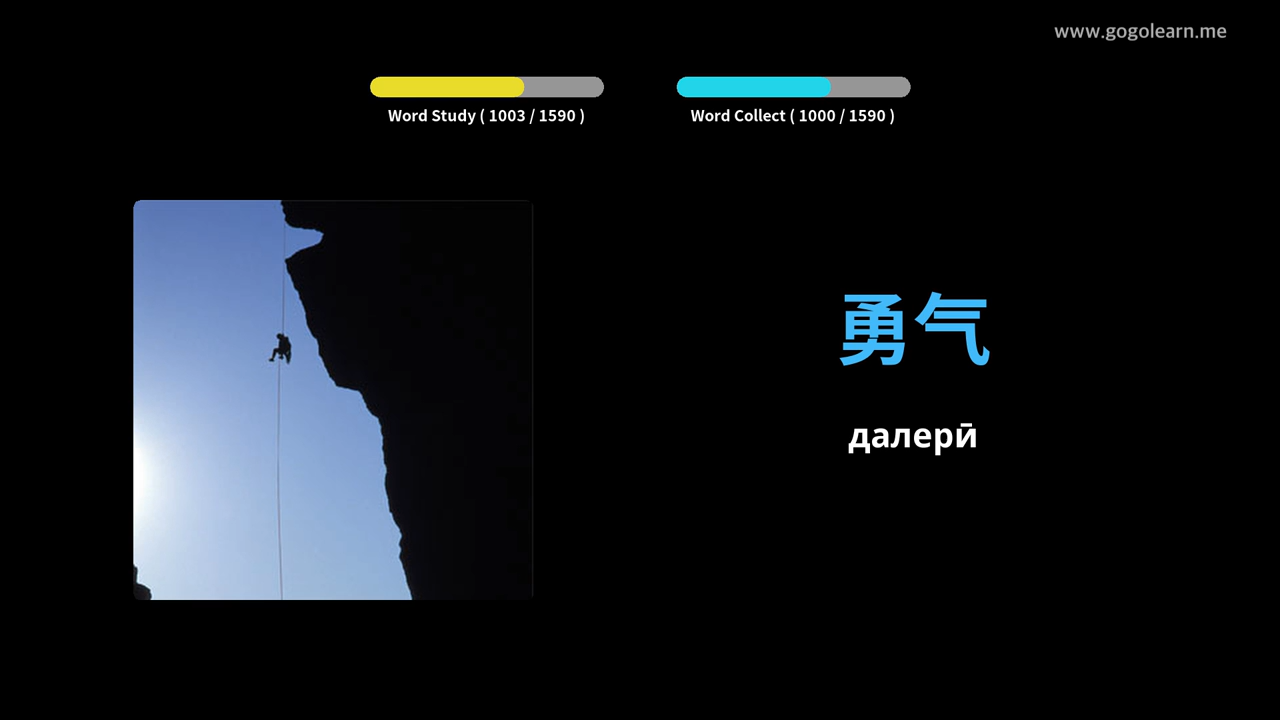 www.gogolearn.me
Word Study ( 1003 / 1590 )
Word Collect ( 1000 / 1590 )
勇气
далерӣ